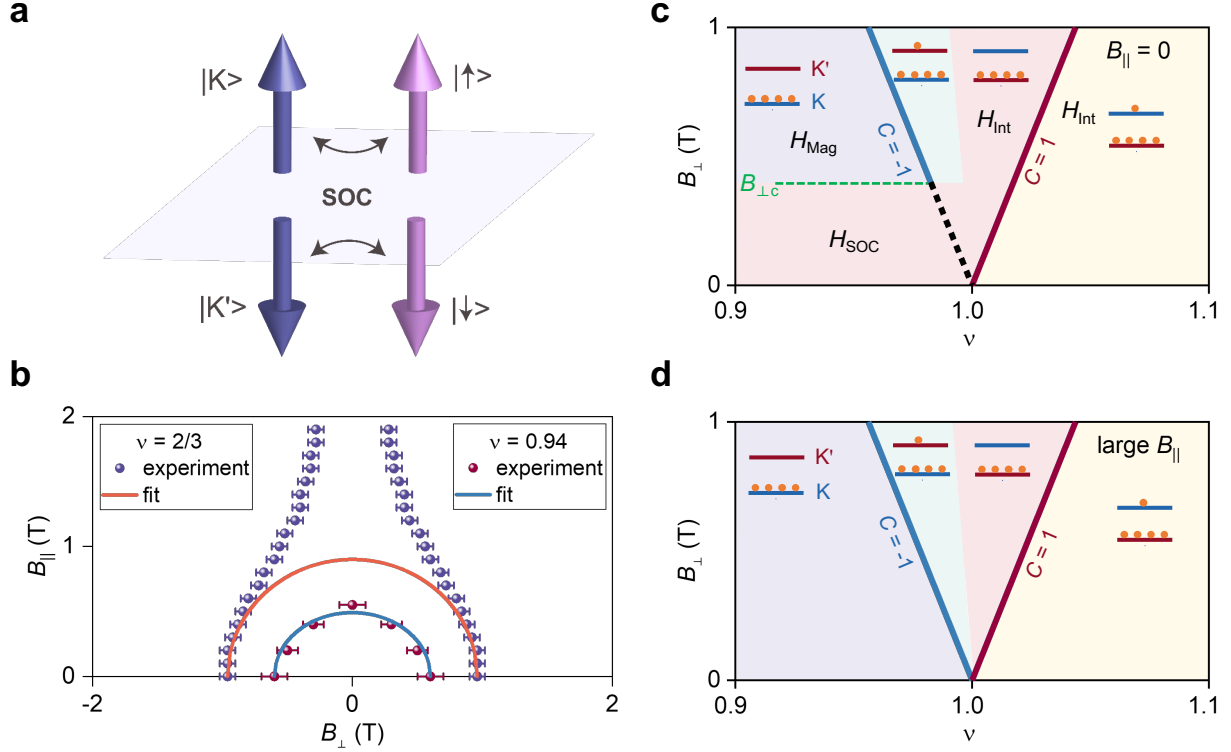 a
|K>
|↑>
SOC
|K'>
|↓>
b
2
1
0
B∥ (T)
ν = 2/3
experiment
fit
ν = 0.94
experiment
fit
-2
0
2
B⊥ (T)
c
1
0
B⊥ (T)
K'
K
B∥ = 0
HMag
HInt
HInt
C = -1
C = 1
B⊥c
HSOC
0.9
1.0
1.1
ν
d
1
0
B⊥ (T)
K'
K
large B∥
C = -1
C = 1
0.9
1.0
1.1
ν